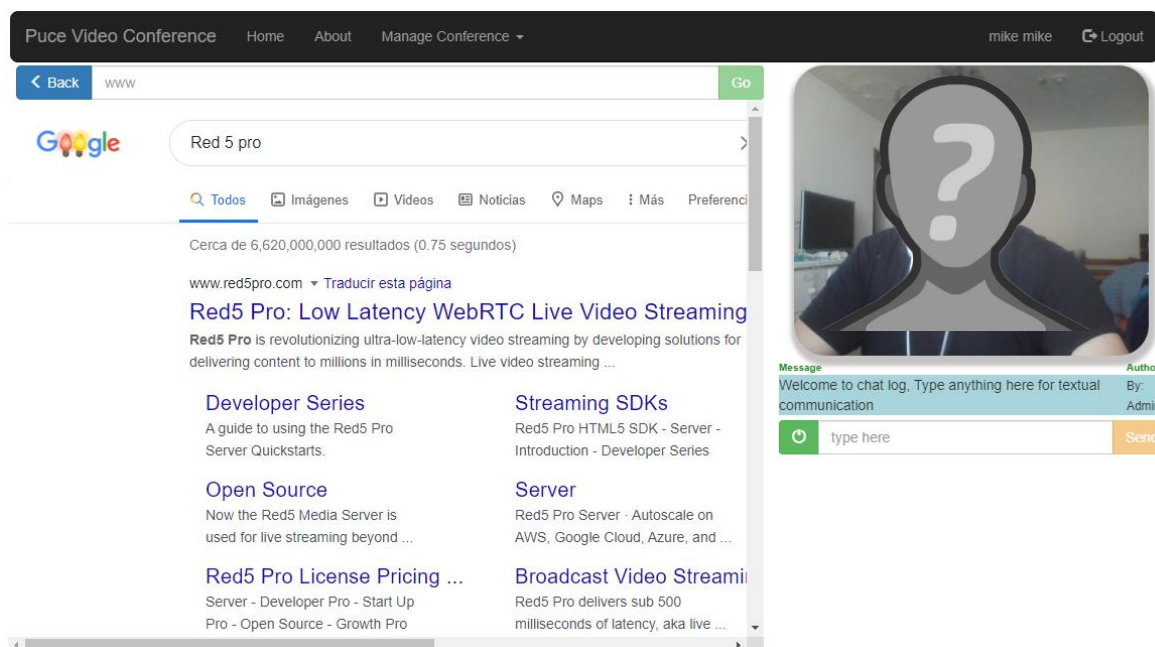 Puce Video Conference Home About Manage Conference mike mike Logout
Back www Go
Google Red 5 pro
Todos Imágenes Videos Noticias Maps Más Preferenci
Cerca de 6,620,000,000 resultados (0.75 segundos)
www.red5pro.com Traducir esta página
Red5 Pro: Low Latency WebRTC Live Video Streaming
Red5 Pro is revolutionizing ultra-low-latency video streaming by developing solutions for
delivering content to millions in milliseconds. Live video streaming ...
Developer Series
A guide to using the Red5 Pro
Server Quickstarts.
Streaming SDKs
Red5 Pro HTML5 SDK - Server -
Introduction - Developer Series
Open Source
Now the Red5 Media Server is
used for live streaming beyond ...
Server
Red5 Pro Server · Autoscale on
AWS, Google Cloud, Azure, and ...
Red5 Pro License Pricing ...
Server - Developer Pro - Start Up
Pro - Open Source - Growth Pro
Broadcast Video Streami
Red5 Pro delivers sub 500
milliseconds of latency, aka live ...
?
Message Autho
Welcome to chat log, Type anything here for textual By:
communication Admi
type here Send